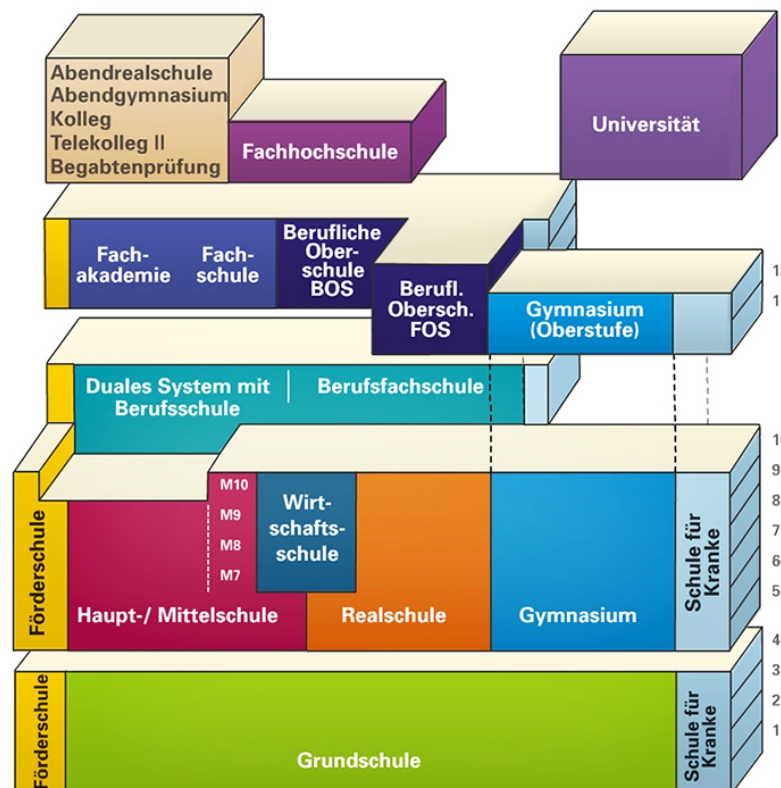 Abendrealschule
Abendgymnasium
Kolleg
Telekolleg II
Begabtenprüfung
Fachhochschule
Universität
Fach-
akademie
Fach-
schule
Berufliche
Ober-
schule
BOS
Berufl.
Obersch.
FOS
Gymnasium
(Oberstufe)
Duales System mit
Berufsschule
Berufsfachschule
Förderschule
M10
M9
M8
M7
Haupt-/ Mittelschule
Wirt-
schafts-
schule
Realschule
Gymnasium
Schule für
Kranke
9
8
7
6
5
Förderschule
Grundschule
Schule für
Kranke
4
3
2
1